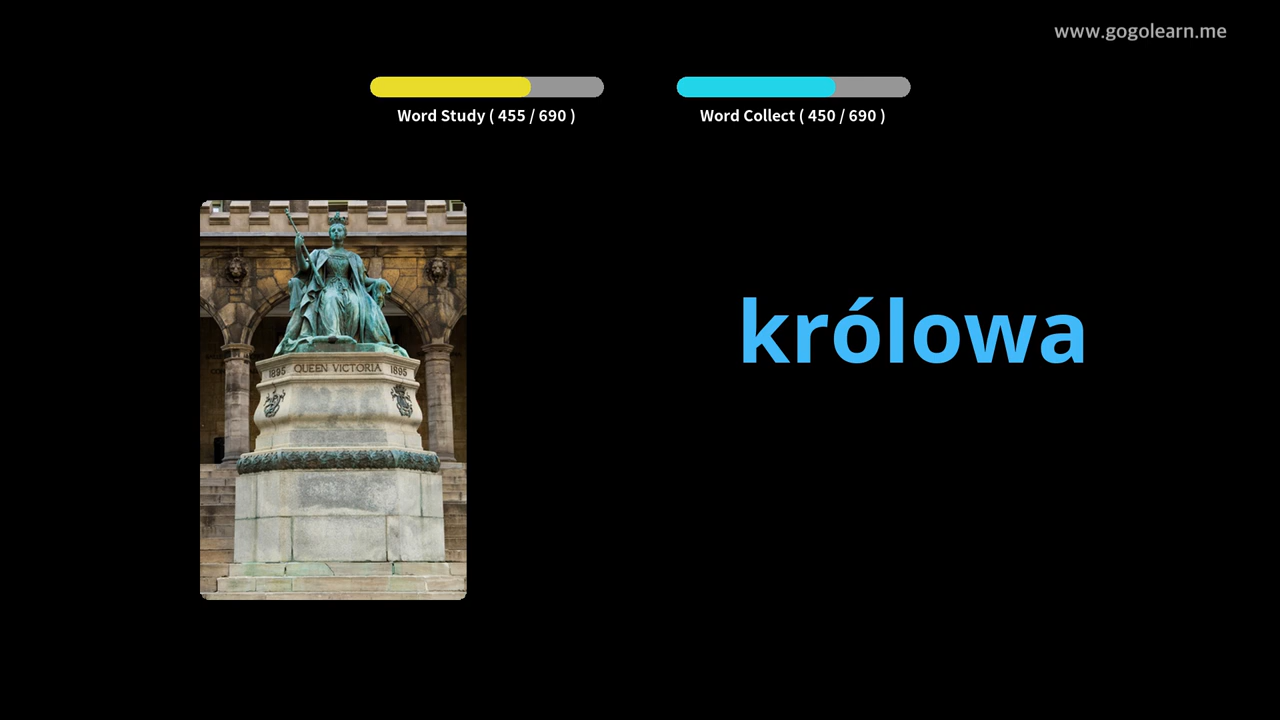 www.gogolearn.me
Word Study ( 455 / 690 )
Word Collect ( 450 / 690 )
królowa
1895 QUEEN VICTORIA 1895